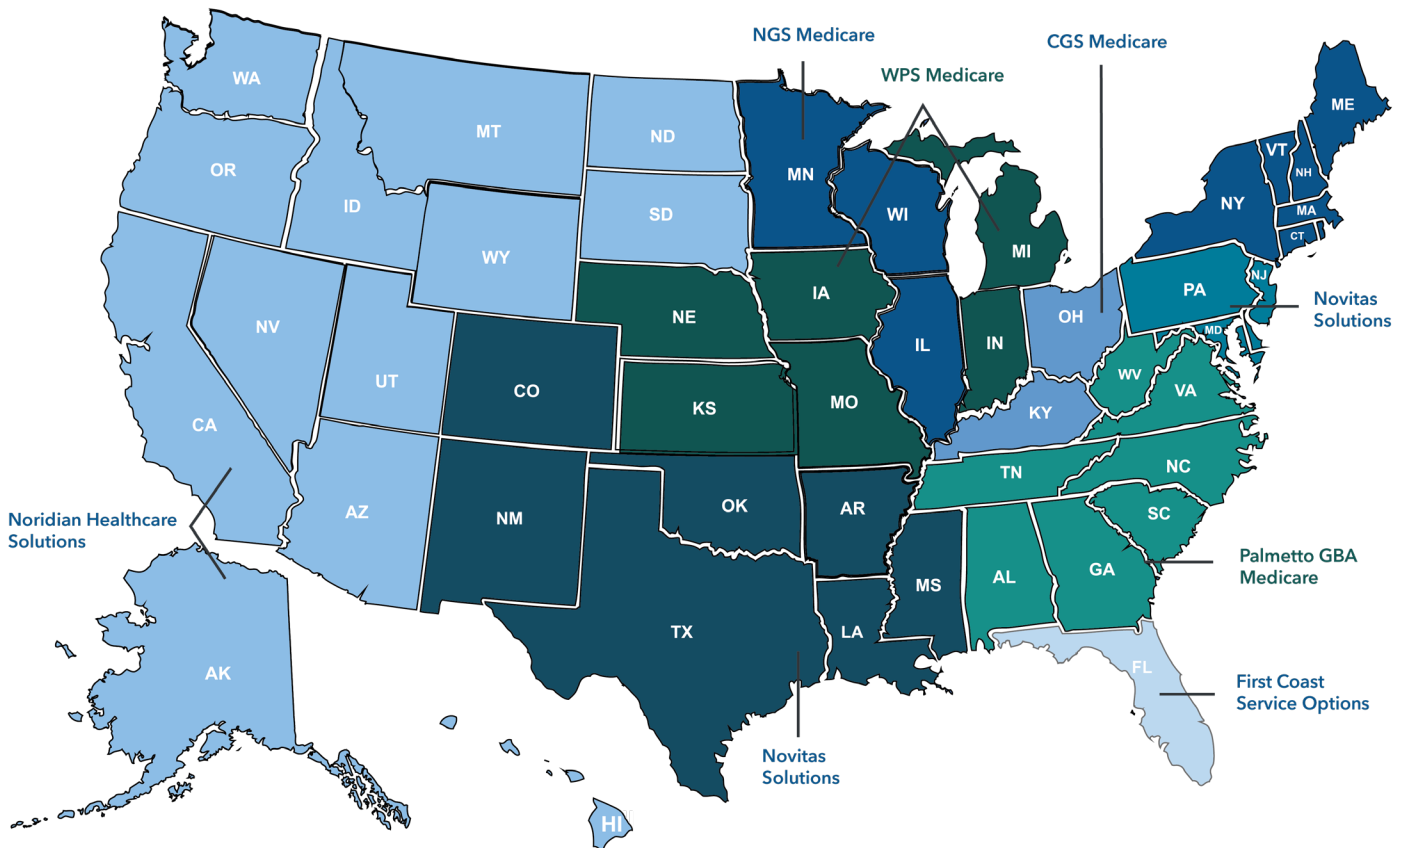 NGS Medicare
CGS Medicare
WPS Medicare
WA
MT
ND
MN
ME
VT
NH
OR
ID
SD
WI
NY
MA
CT
WY
MI
IA
PA
NJ
NV
NE
OH
Novitas
Solutions
MD
IL
IN
UT
CO
WV
VA
CA
KS
MO
KY
TN
NC
AZ
NM
OK
AR
SC
Noridian Healthcare
Solutions
MS
AL
GA
Palmetto GBA
Medicare
TX
LA
AK
FL
First Coast
Service Options
Novitas
Solutions
HI